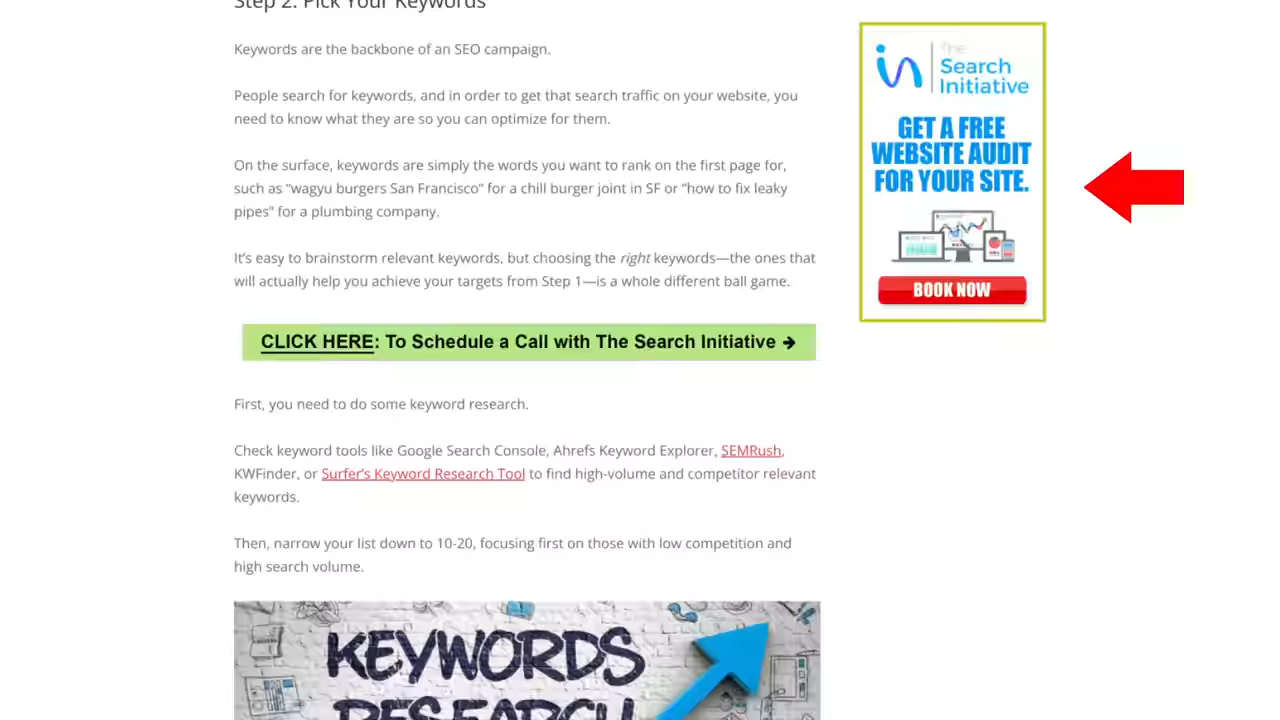 Step 2: Pick Your Keywords
Keywords are the backbone of an SEO campaign.
People search for keywords, and in order to get that search traffic on your website, you
need to know what they are so you can optimize for them.
On the surface, keywords are simply the words you want to rank on the first page for,
such as “wagyu burgers San Francisco” for a chill burger joint in SF or “how to fix leaky
pipes” for a plumbing company.
It’s easy to brainstorm relevant keywords, but choosing the right keywords—the ones that
will actually help you achieve your targets from Step 1—is a whole different ball game.
CLICK HERE: To Schedule a Call with The Search Initiative →
First, you need to do some keyword research.
Check keyword tools like Google Search Console, Ahrefs Keyword Explorer, SEMRush,
KWFinder, or Surfer’s Keyword Research Tool to find high-volume and competitor relevant
keywords.
Then, narrow your list down to 10-20, focusing first on those with low competition and
high search volume.
KEYWORDS
RESEARCH
The
Search
Initiative
GET A FREE
WEBSITE AUDIT
FOR YOUR SITE.
BOOK NOW